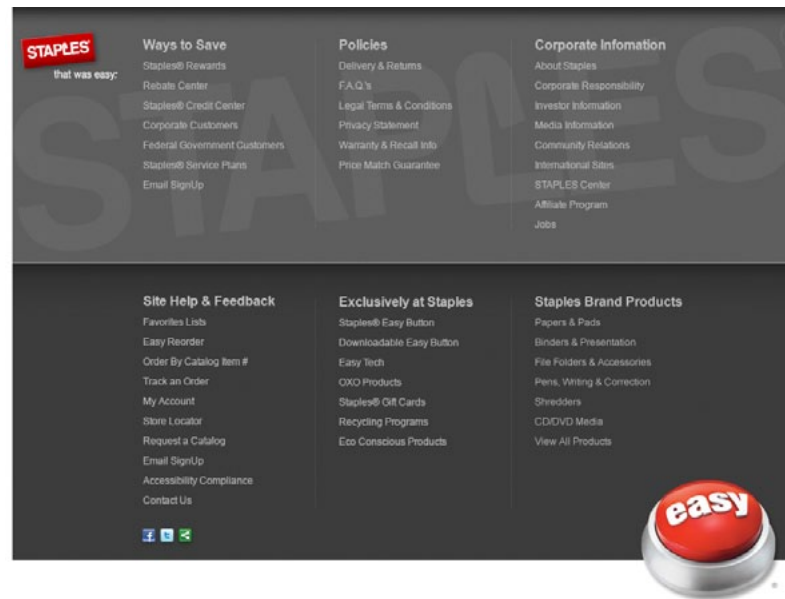 STAPLES
that was easy:
Ways to Save
Staples® Rewards
Rebate Center
Staples® Credit Center
Corporate Customers
Federal Government Customers
Staples® Service Plans
Email SignUp
Policies
Delivery & Returns
F.A.Q.'s
Legal Terms & Conditions
Privacy Statement
Warranty & Recall Info
Price Match Guarantee
Corporate Infomation
About Staples
Corporate Responsibility
Investor Information
Media Information
Community Relations
International Sites
STAPLES Center
Affiliate Program
Jobs
STAPLES
Site Help & Feedback
Favorites Lists
Easy Reorder
Order By Catalog Item #
Track an Order
My Account
Store Locator
Request a Catalog
Email SignUp
Accessibility Compliance
Contact Us
Exclusively at Staples
Staples® Easy Button
Downloadable Easy Button
Easy Tech
OXO Products
Staples® Gift Cards
Recycling Programs
Eco Conscious Products
Staples Brand Products
Papers & Pads
Binders & Presentation
File Folders & Accessories
Pens, Writing & Correction
Shredders
CD/DVD Media
View All Products
easy